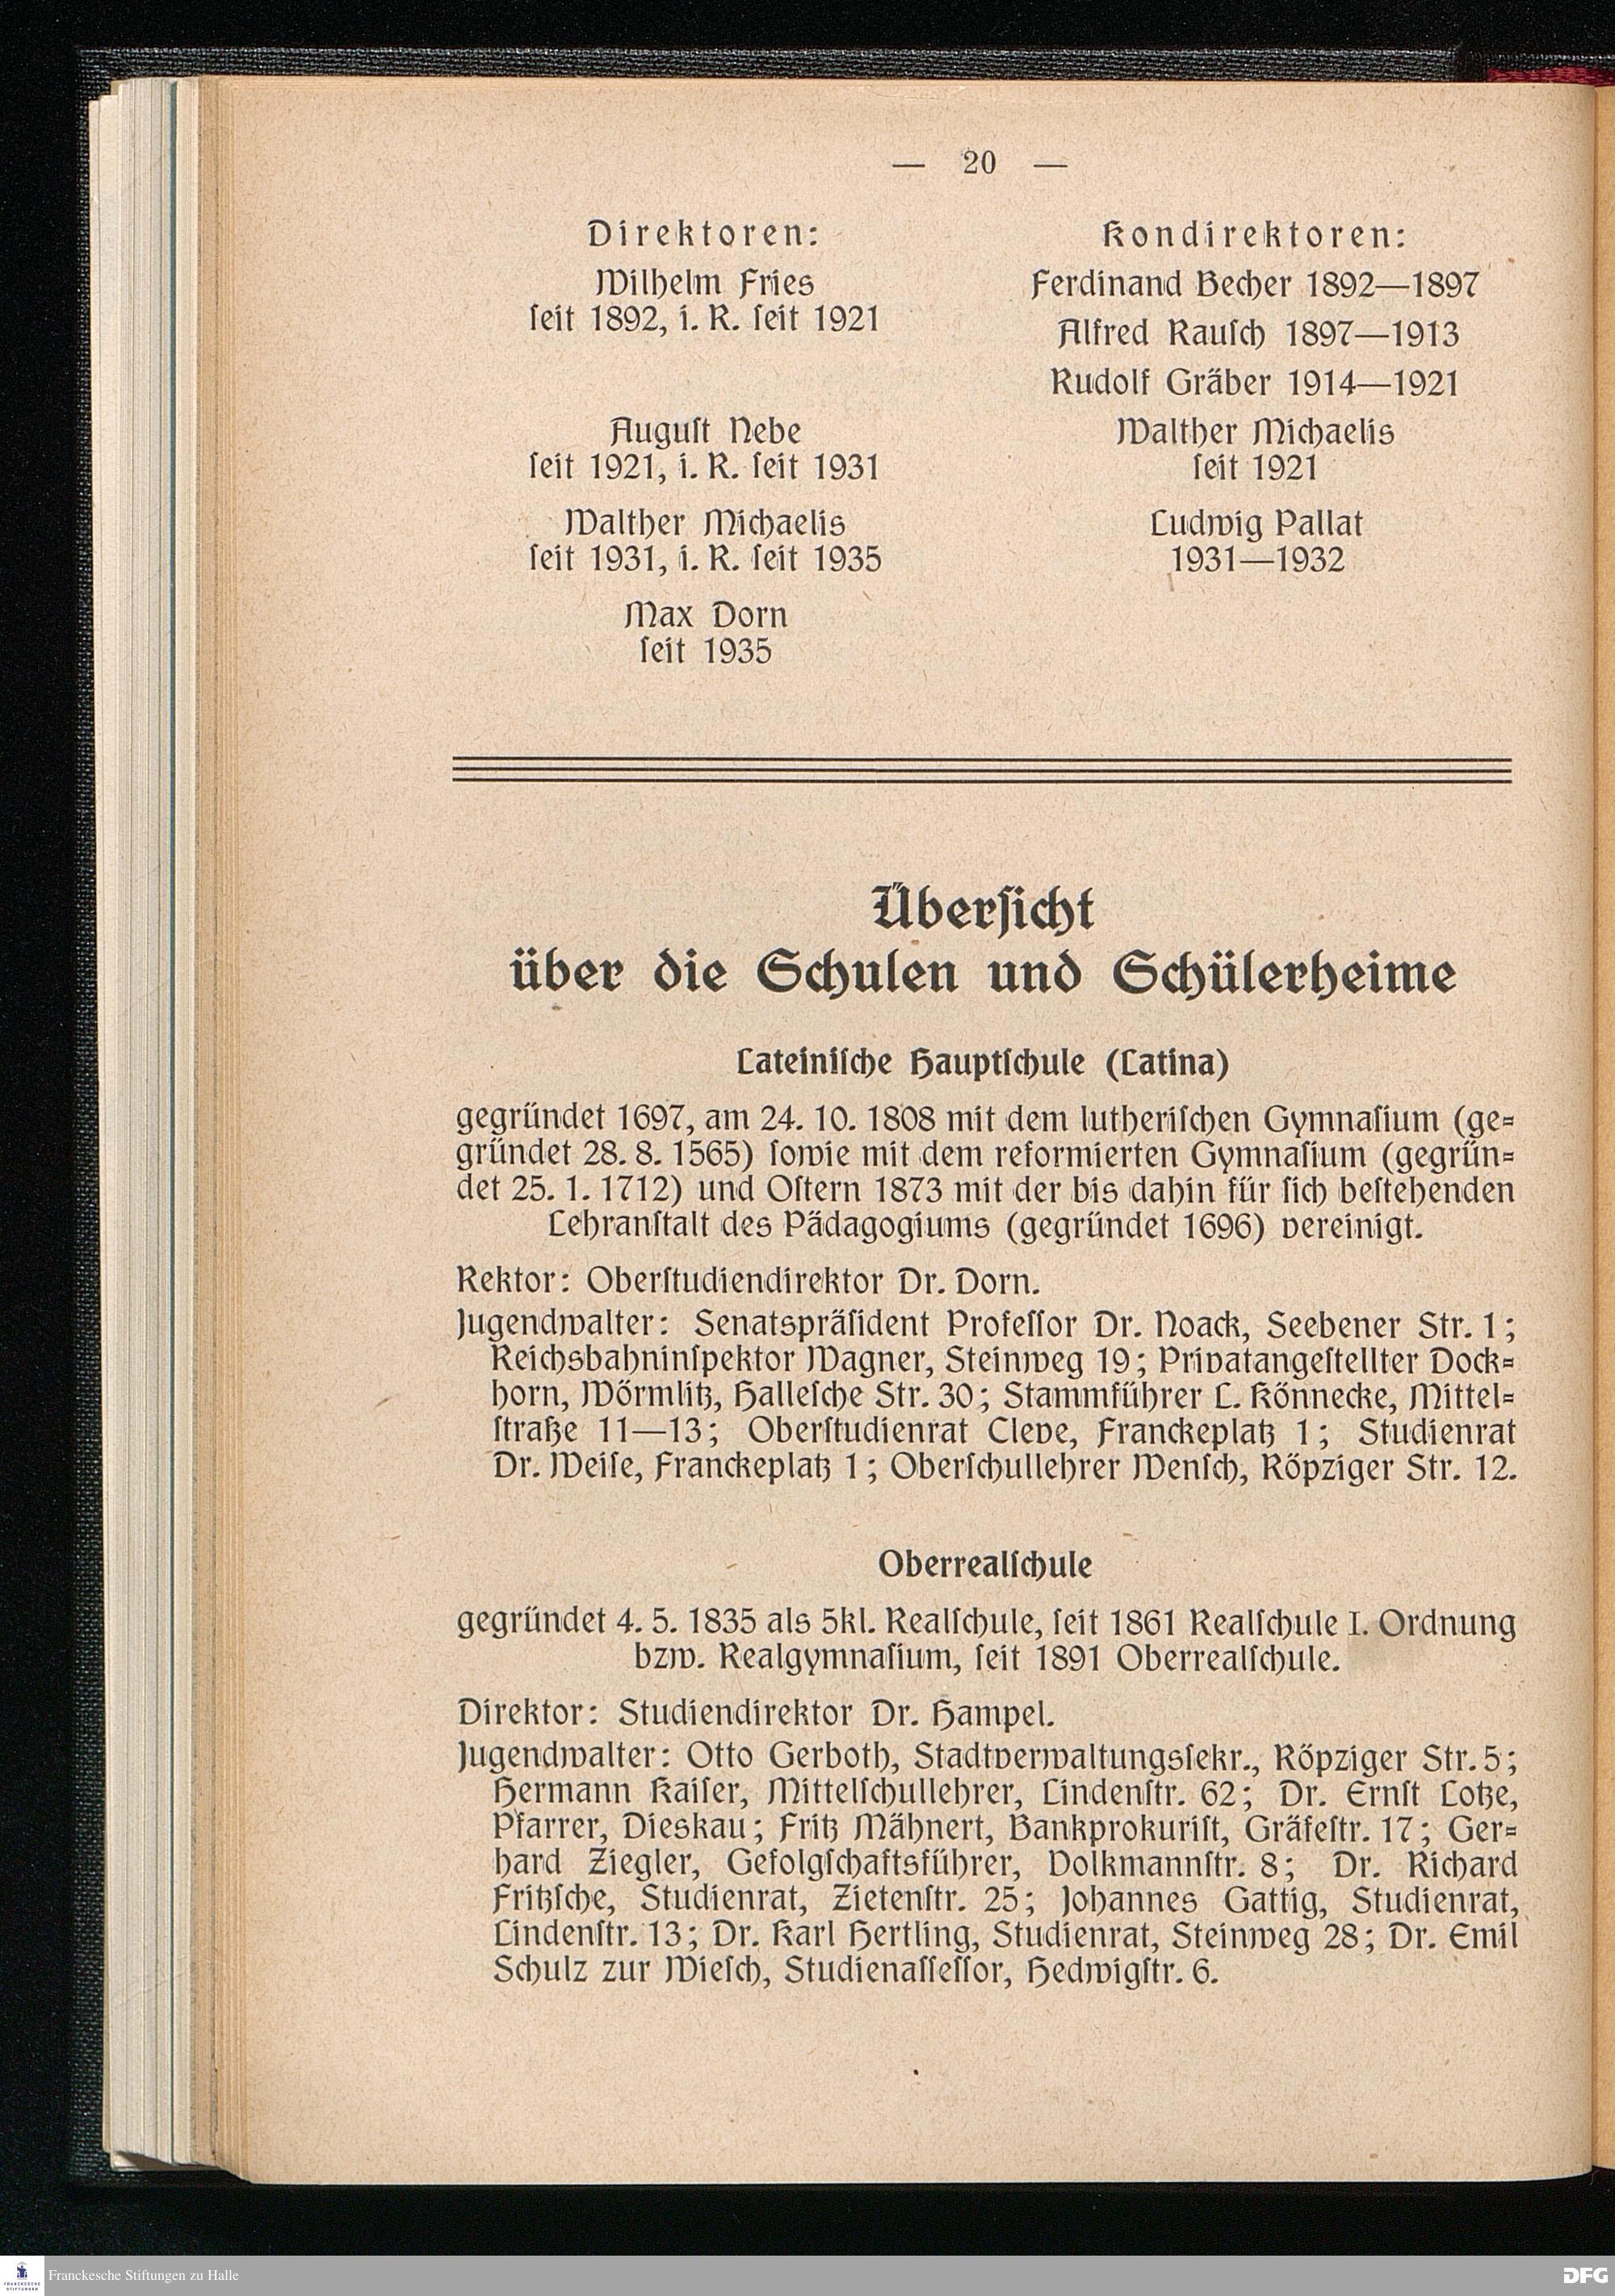 — 20 —
Direktoren:
Wilhelm Fries
seit 1892, i. R. seit 1921
August Nebe
seit 1921, i. R. seit 1931
Walther Michaelis
seit 1931, i. R. seit 1935
Max Dorn
seit 1935
Kondirektoren:
Ferdinand Becher 1892—1897
Alfred Rausch 1897—1913
Rudolf Gräber 1914—1921
Walther Michaelis
seit 1921
Ludwig Pallat
1931—1932
Übersicht
über die Schulen und Schülerheime
Lateinische Hauptschule (Latina)
gegründet 1697, am 24. 10. 1808 mit dem lutherischen Gymnasium (ge-
gründet 28. 8. 1565) sowie mit dem reformierten Gymnasium (gegrün-
det 25. 1. 1712) und Ostern 1873 mit der bis dahin für sich bestehenden
Lehranstalt des Pädagogiums (gegründet 1696) vereinigt.
Rektor: Oberstudiendirektor Dr. Dorn.
Jugendwalter: Senatspräsident Professor Dr. Noack, Seebener Str. 1;
Reichsbahninspektor Wagner, Steinweg 19; Privatangestellter Dock-
horn, Wörmlitz, Hallesche Str. 30; Stammführer L. Könnecke, Mittel-
straße 11—13; Oberstudienrat Cleve, Franckeplatz 1; Studienrat
Dr. Weise, Franckeplatz 1; Oberschullehrer Wensch, Röpziger Str. 12.
Oberrealschule
gegründet 4. 5. 1835 als 5kl. Realschule, seit 1861 Realschule I. Ordnung
bzw. Realgymnasium, seit 1891 Oberrealschule.
Direktor: Studiendirektor Dr. Hampel.
Jugendwalter: Otto Gerboth, Stadtverwaltungssekr., Röpziger Str. 5;
Hermann Kaiser, Mittelschullehrer, Lindenstr. 62; Dr. Ernst Lotze,
Pfarrer, Dieskau; Fritz Mähnert, Bankprokurist, Gräfestr. 17; Ger-
hard Ziegler, Gefolgschaftsführer, Volkmannstr. 8; Dr. Richard
Fritzsche, Studienrat, Zietenstr. 25; Johannes Gattig, Studienrat,
Lindenstr. 13; Dr. Karl Hertling, Studienrat, Steinweg 28; Dr. Emil
Schulz zur Wiesch, Studienassessor, Hedwigstr. 6.
FRANCKESCHE
STIFTUNGEN
Franckesche Stiftungen zu Halle
DFG